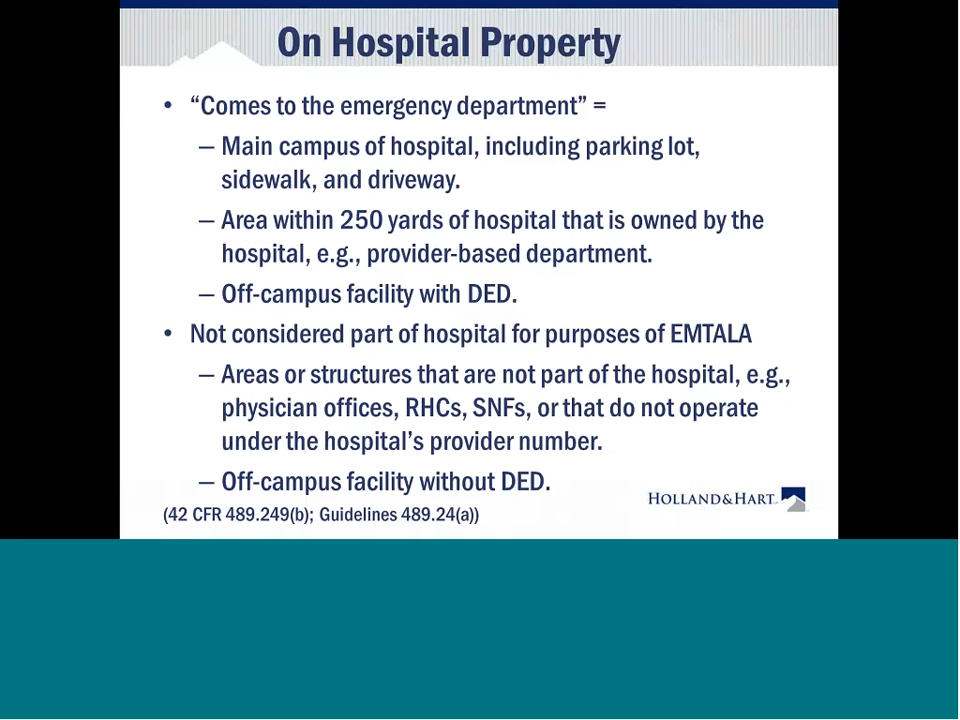 On Hospital Property
• “Comes to the emergency department” =
– Main campus of hospital, including parking lot,
sidewalk, and driveway.
– Area within 250 yards of hospital that is owned by the
hospital, e.g., provider-based department.
– Off-campus facility with DED.
• Not considered part of hospital for purposes of EMTALA
– Areas or structures that are not part of the hospital, e.g.,
physician offices, RHCs, SNFs, or that do not operate
under the hospital’s provider number.
– Off-campus facility without DED.
(42 CFR 489.249(b); Guidelines 489.24(a))
HOLLAND&HART